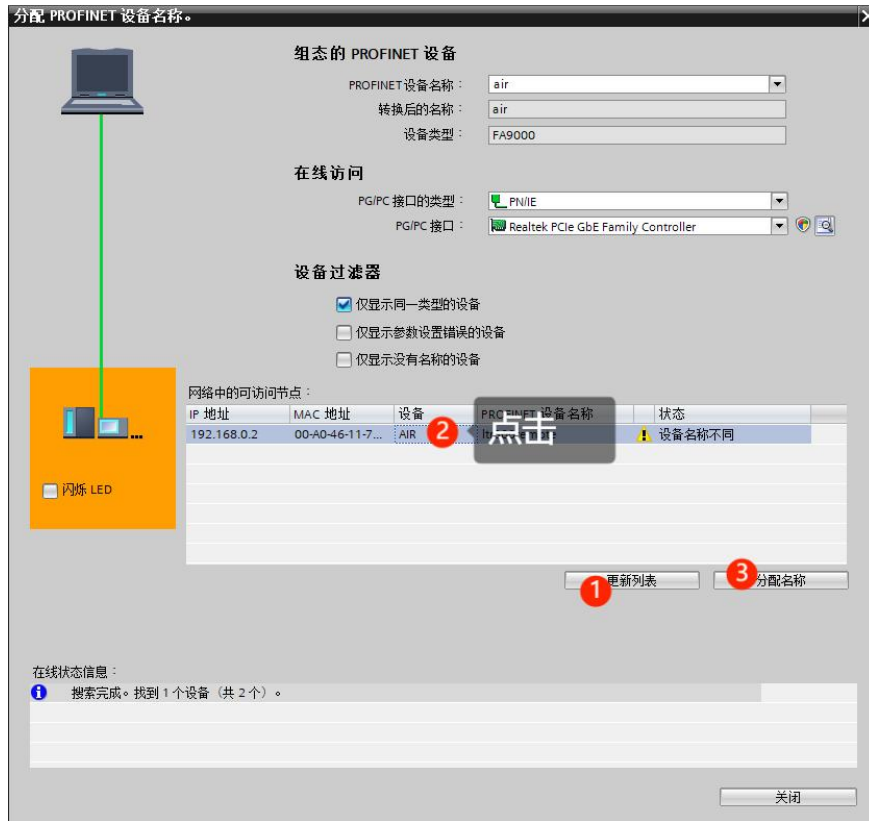 分配 PROFINET 设备名称。
组态的 PROFINET 设备
PROFINET设备名称： air
转换后的名称： air
设备类型： FA9000
在线访问
PG/PC 接口的类型： PN/IE
PG/PC 接口： Realtek PCIe GbE Family Controller
设备过滤器
仅显示同一类型的设备
仅显示参数设置错误的设备
仅显示没有名称的设备
网络中的可访问节点：
IP 地址 MAC 地址 设备 PROFINET 设备名称 状态
192.168.0.2 00-A0-46-11-7... AIR 2 点击 设备名称不同
...
闪烁 LED
1 更新列表 3 分配名称
在线状态信息：
搜索完成。找到 1 个设备（共 2 个）。
关闭